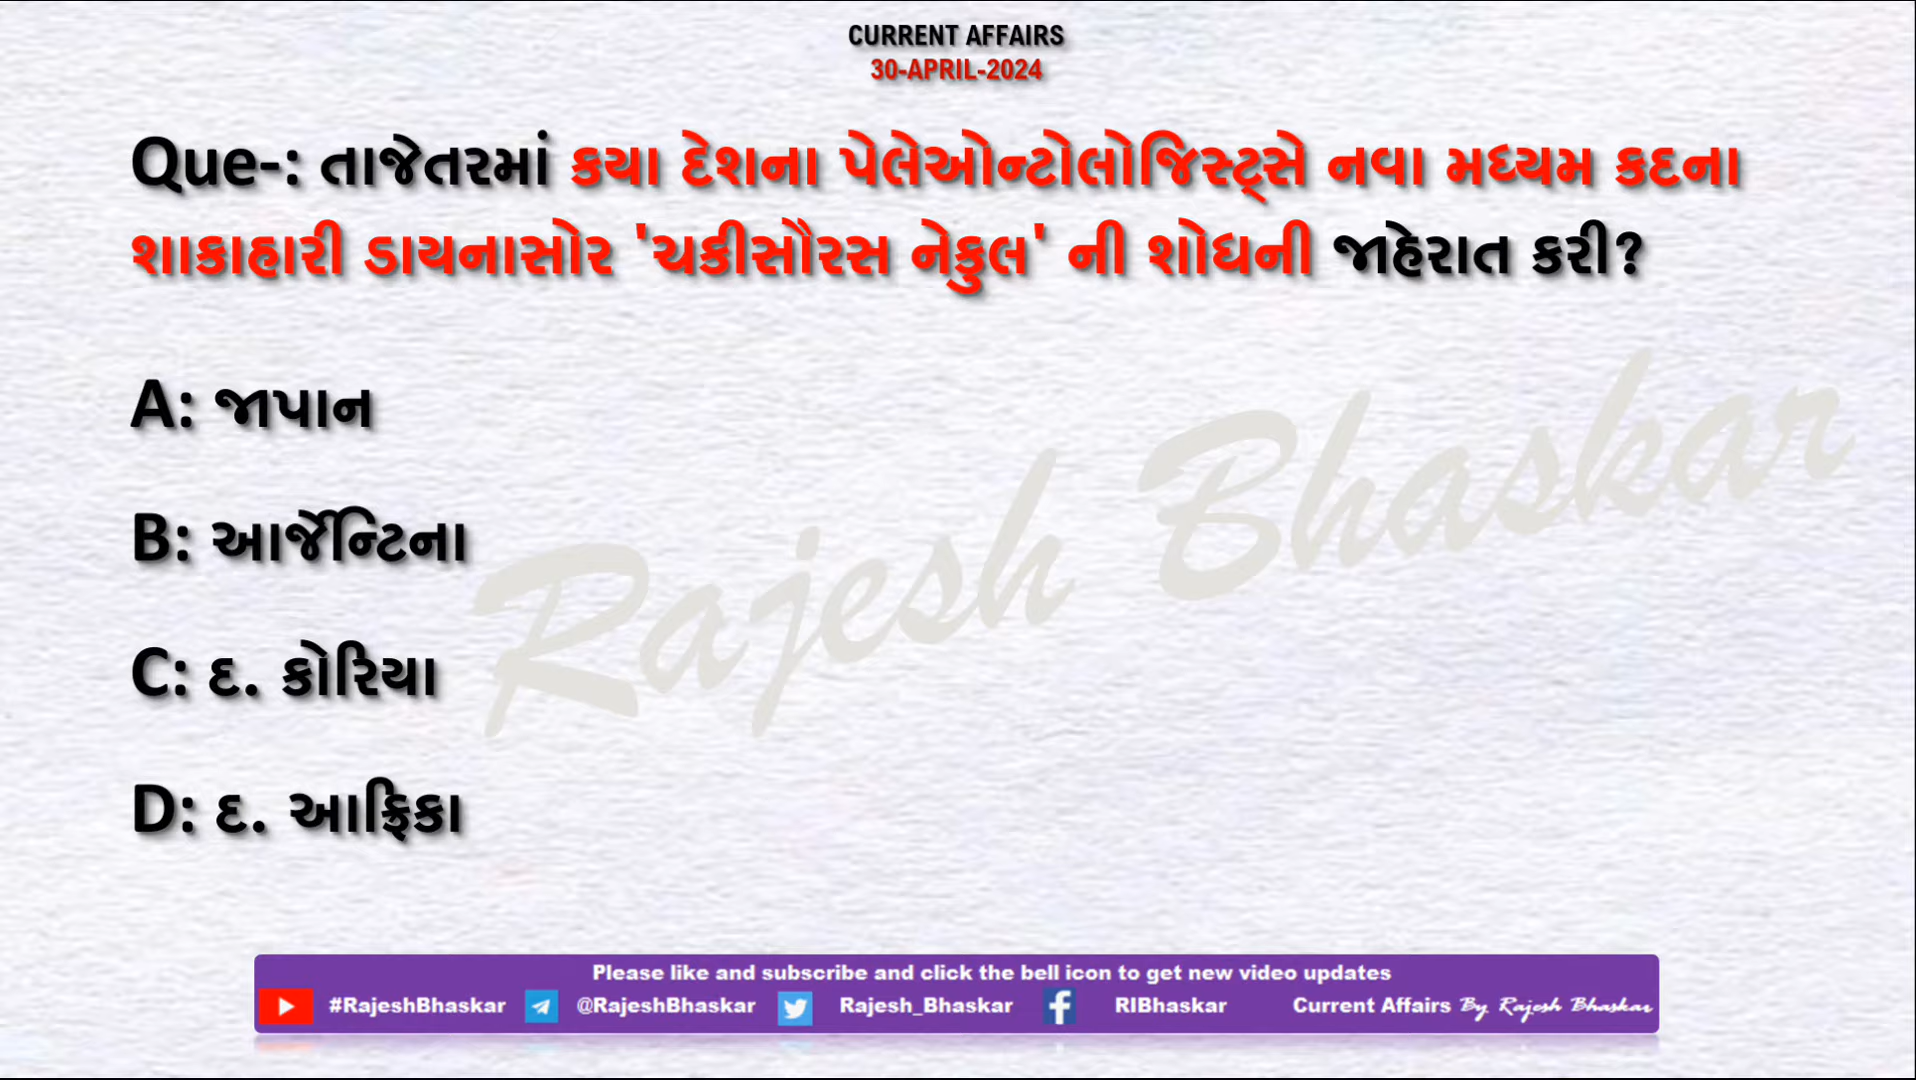 CURRENT AFFAIRS
30-APRIL-2024
Que-: તાજેતરમાં કયા દેશના પેલેઓન્ટોલોજિસ્ટ્સે નવા મધ્યમ કદના
શાકાહારી ડાયનાસોર 'ચકીસૌરસ નેકુલ' ની શોધની જાહેરાત કરી?
A: જાપાન
B: આર્જેન્ટિના
C: દ. કોરિયા
D: દ. આફ્રિકા
Rajesh Bhaskar
Please like and subscribe and click the bell icon to get new video updates
#RajeshBhaskar @RajeshBhaskar Rajesh_Bhaskar RIBhaskar Current Affairs By Rajesh Bhaskar